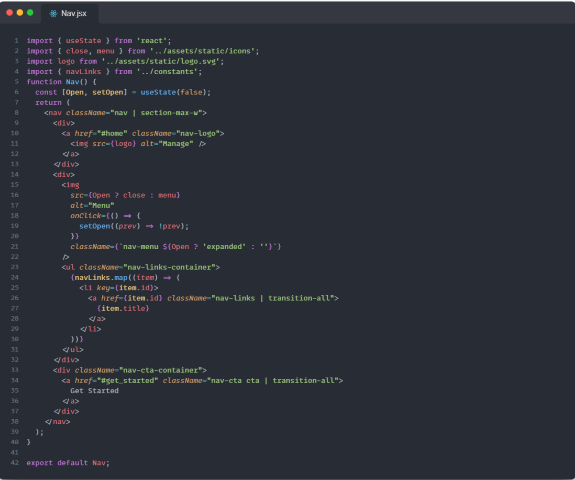 Nav.jsx
1 import { useState } from 'react';
2 import { close, menu } from '../assets/static/icons';
3 import logo from '../assets/static/logo.svg';
4 import { navLinks } from '../constants';
5 function Nav() {
6 const [Open, setOpen] = useState(false);
7 return (
8 <nav className="nav | section-max-w">
9 <div>
10 <a href="#home" className="nav-logo">
11 <img src={logo} alt="Manage" />
12 </a>
13 </div>
14 <div>
15 <img
16 src={Open ? close : menu}
17 alt="Menu"
18 onClick={() => {
19 setOpen((prev) => !prev);
20 }}
21 className={`nav-menu ${Open ? 'expanded' : ''}`}
22 />
23 <ul className="nav-links-container">
24 {navLinks.map((item) => (
25 <li key={item.id}>
26 <a href={item.id} className="nav-links | transition-all">
27 {item.title}
28 </a>
29 </li>
30 ))}
31 </ul>
32 </div>
33 <div className="nav-cta-container">
34 <a href="#get_started" className="nav-cta cta | transition-all">
35 Get Started
36 </a>
37 </div>
38 </nav>
39 );
40 }
41
42 export default Nav;